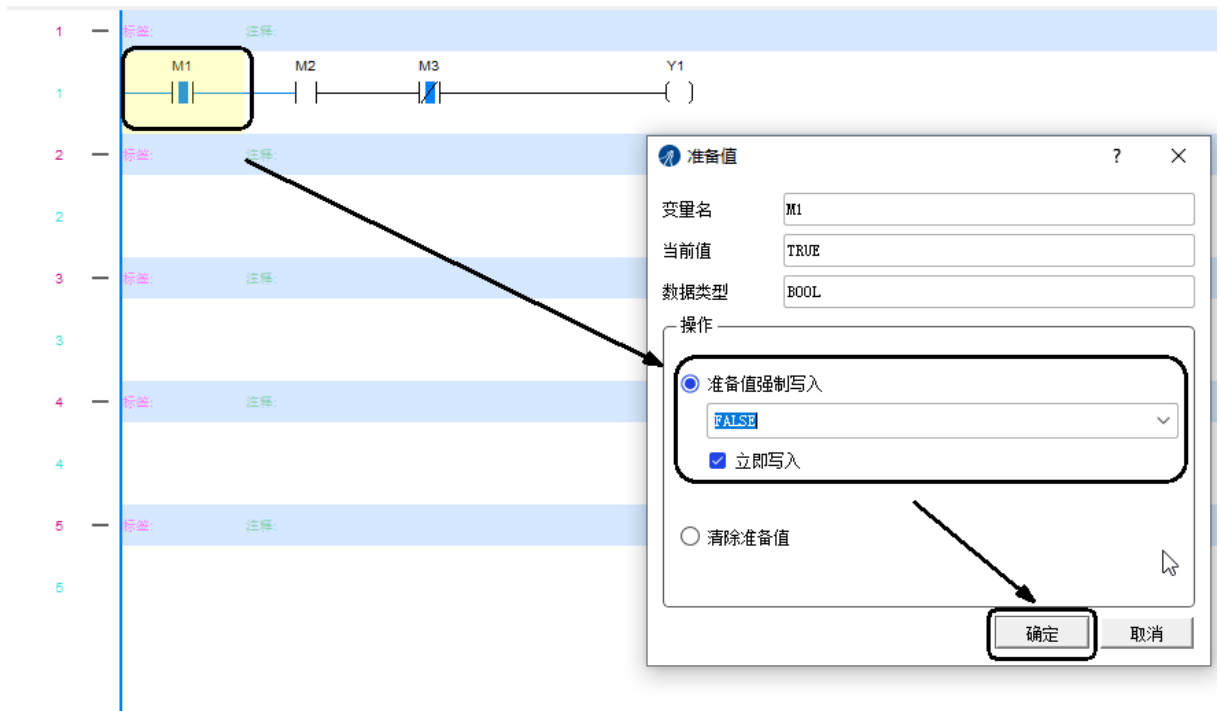 1 标签: 注释:
M1 M2 M3 Y1
1
2 标签: 注释:
准备值 ?
变量名 M1
2
当前值 TRUE
3 标签: 注释:
数据类型 BOOL
操作
3
准备值强制写入
4 标签: 注释:
FALSE
4 立即写入
5 标签: 注释:
清除准备值
5
确定 取消